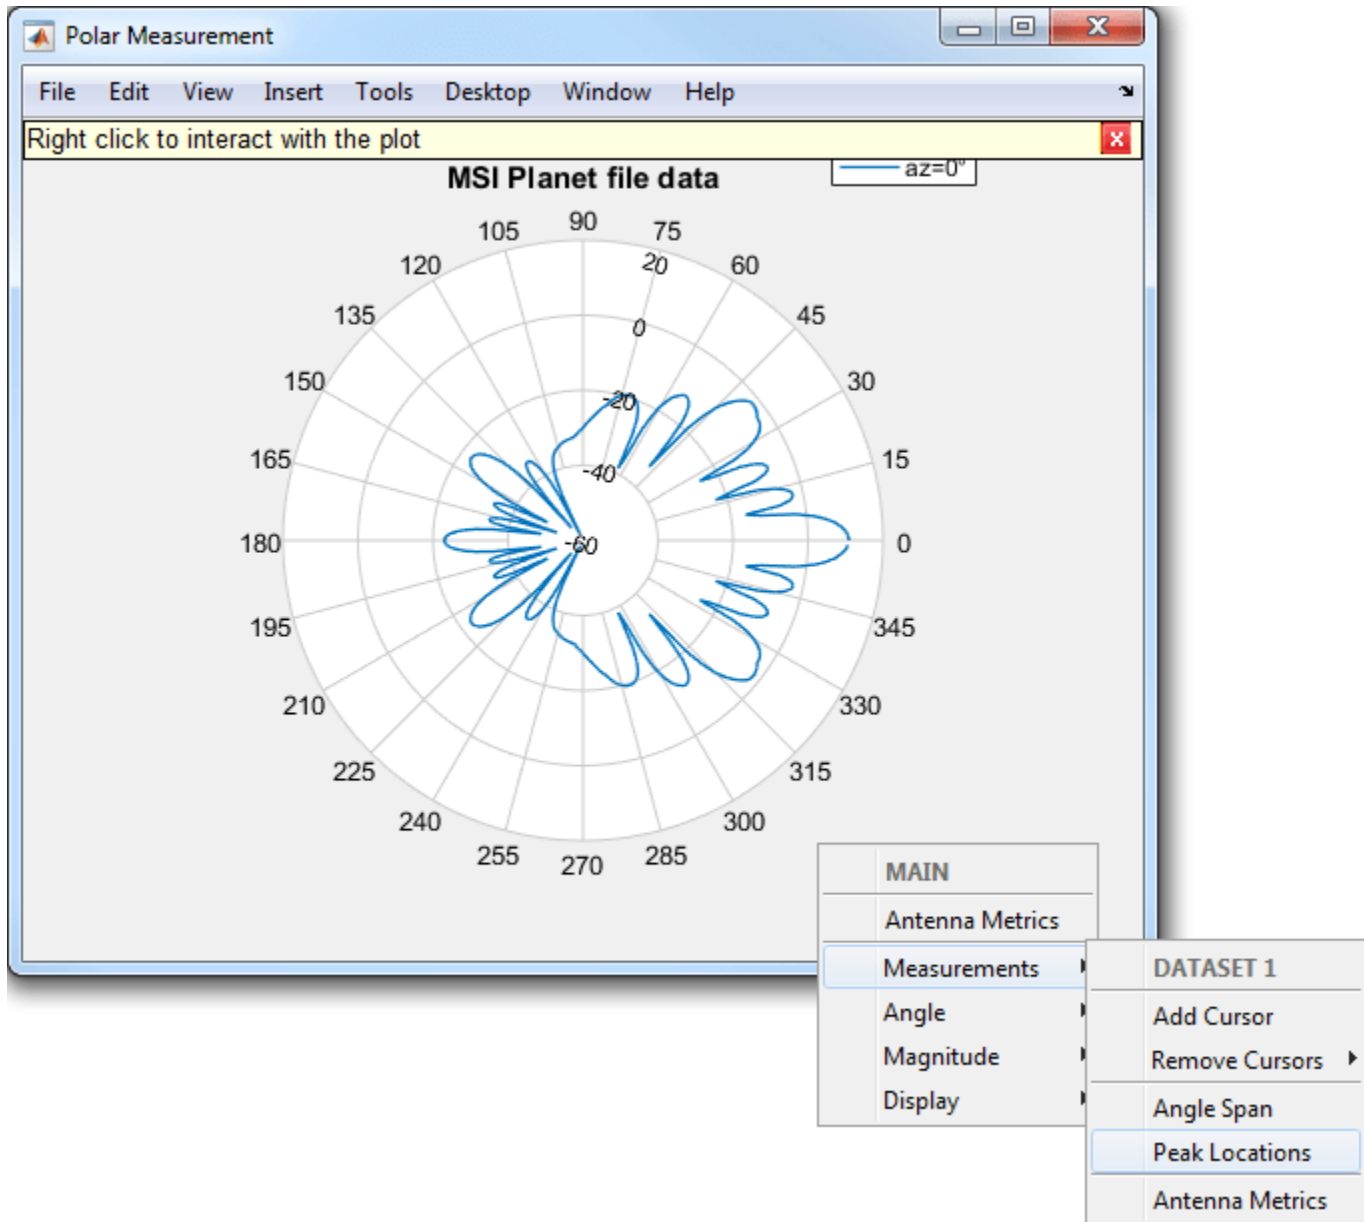 Polar Measurement
File Edit View Insert Tools Desktop Window Help
Right click to interact with the plot
MSI Planet file data
az=0°
90
105 75
120 20 60
135 0 45
150 -20 30
165 -40 15
180 -60 0
195 345
210 330
225 315
240 300
255 285
270
MAIN
Antenna Metrics
Measurements
Angle
Magnitude
Display
DATASET 1
Add Cursor
Remove Cursors
Angle Span
Peak Locations
Antenna Metrics